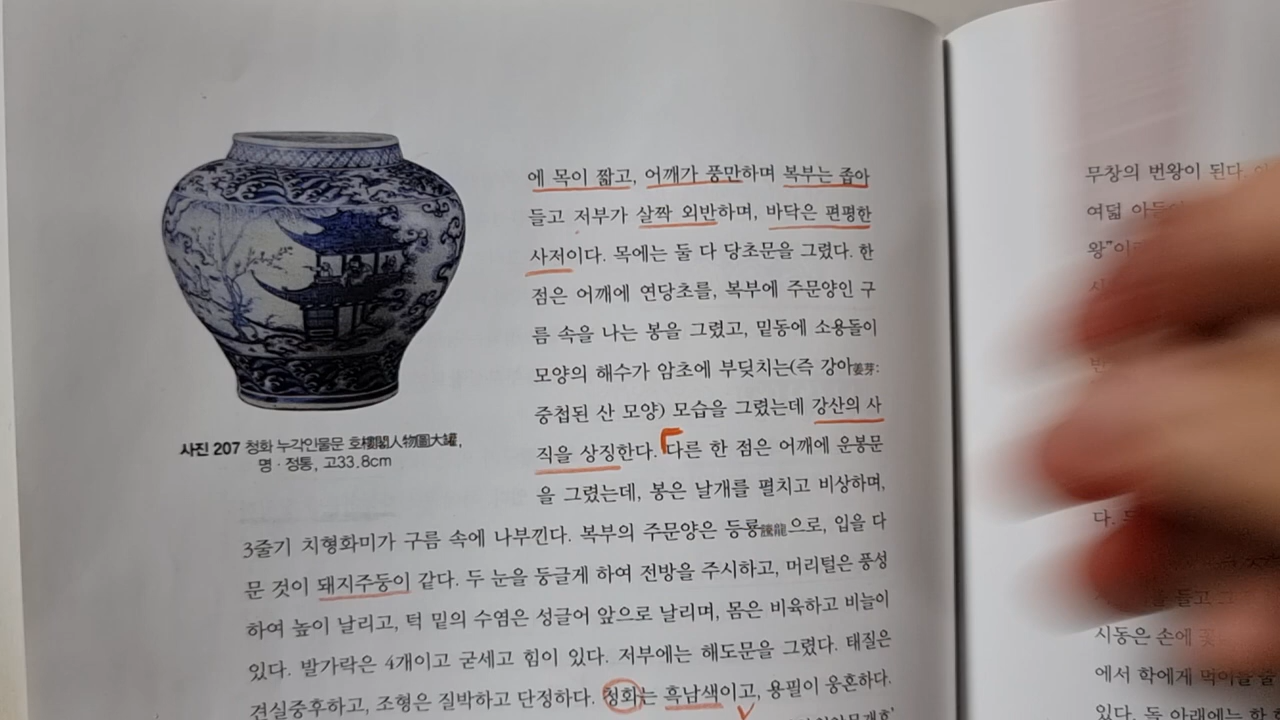 에 목이 짧고, 어깨가 풍만하며 복부는 좁아
들고 저부가 살짝 외반하며, 바닥은 편평한
사저이다. 목에는 둘 다 당초문을 그렸다. 한
점은 어깨에 연당초를, 복부에 주문양인 구
름 속을 나는 봉을 그렸고, 밑동에 소용돌이
모양의 해수가 암초에 부딪치는(즉 강아姜芽:
중첩된 산 모양) 모습을 그렸는데 강산의 사
직을 상징한다. 다른 한 점은 어깨에 운봉문
을 그렸는데, 봉은 날개를 펼치고 비상하며,
사진 207 청화 누각인물문 호樓閣人物圖大罐,
명·정통, 고33.8cm
3줄기 치형화미가 구름 속에 나부낀다. 복부의 주문양은 등룡騰龍으로, 입을 다
문 것이 돼지주둥이 같다. 두 눈을 둥글게 하여 전방을 주시하고, 머리털은 풍성
하여 높이 날리고, 턱 밑의 수염은 성글어 앞으로 날리며, 몸은 비육하고 비늘이
있다. 발가락은 4개이고 굳세고 힘이 있다. 저부에는 해도문을 그렸다. 태질은
견실중후하고, 조형은 질박하고 단정하다. 청화는 흑남색이고, 용필이 웅혼하다.
무창의 번왕이 된다.
여덟
다.
시동은 손에
에서 학에게 먹이를
있다. 독 아래에는 한